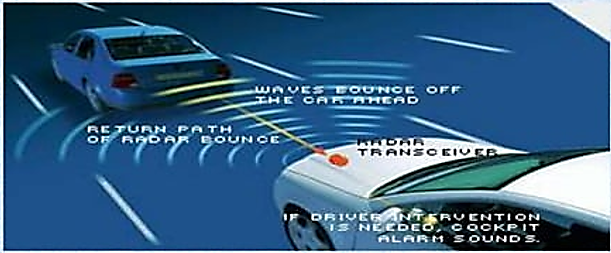 WAVES BOUNCE OFF
THE CAR AHEAD
RETURN PATH
OF RADAR BOUNCE
RADAR
TRANSCEIVER
IF DRIVER INTERVENTION
IS NEEDED, COCKPIT
ALARM SOUNDS.